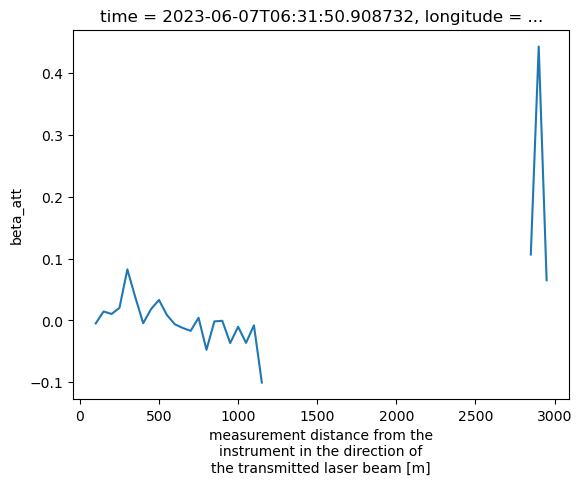 time = 2023-06-07T06:31:50.908732, longitude = ...
0.4
0.3
0.2
0.1
0.0
−0.1
beta_att
0
500
1000
1500
2000
2500
3000
measurement distance from the
instrument in the direction of
the transmitted laser beam [m]